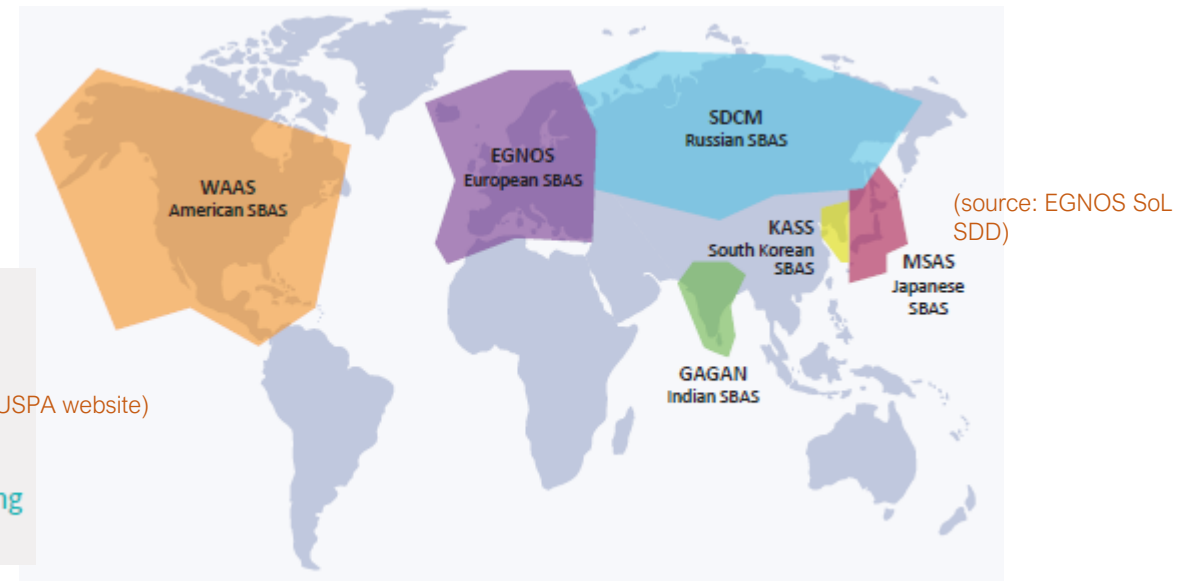 SDCM
Russian SBAS
EGNOS
European SBAS
WAAS
American SBAS
(source: EGNOS SoL
SDD)
KASS
South Korean
SBAS
MSAS
Japanese
SBAS
GAGAN
Indian SBAS
USPA website)
ng